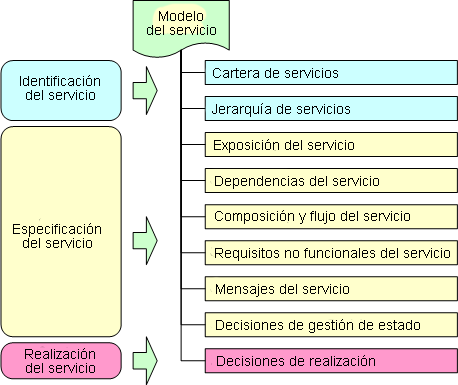 Modelo
del servicio
Identificación
del servicio
Cartera de servicios
Jerarquía de servicios
Especificación
del servicio
Exposición del servicio
Dependencias del servicio
Composición y flujo del servicio
Requisitos no funcionales del servicio
Mensajes del servicio
Decisiones de gestión de estado
Realización
del servicio
Decisiones de realización